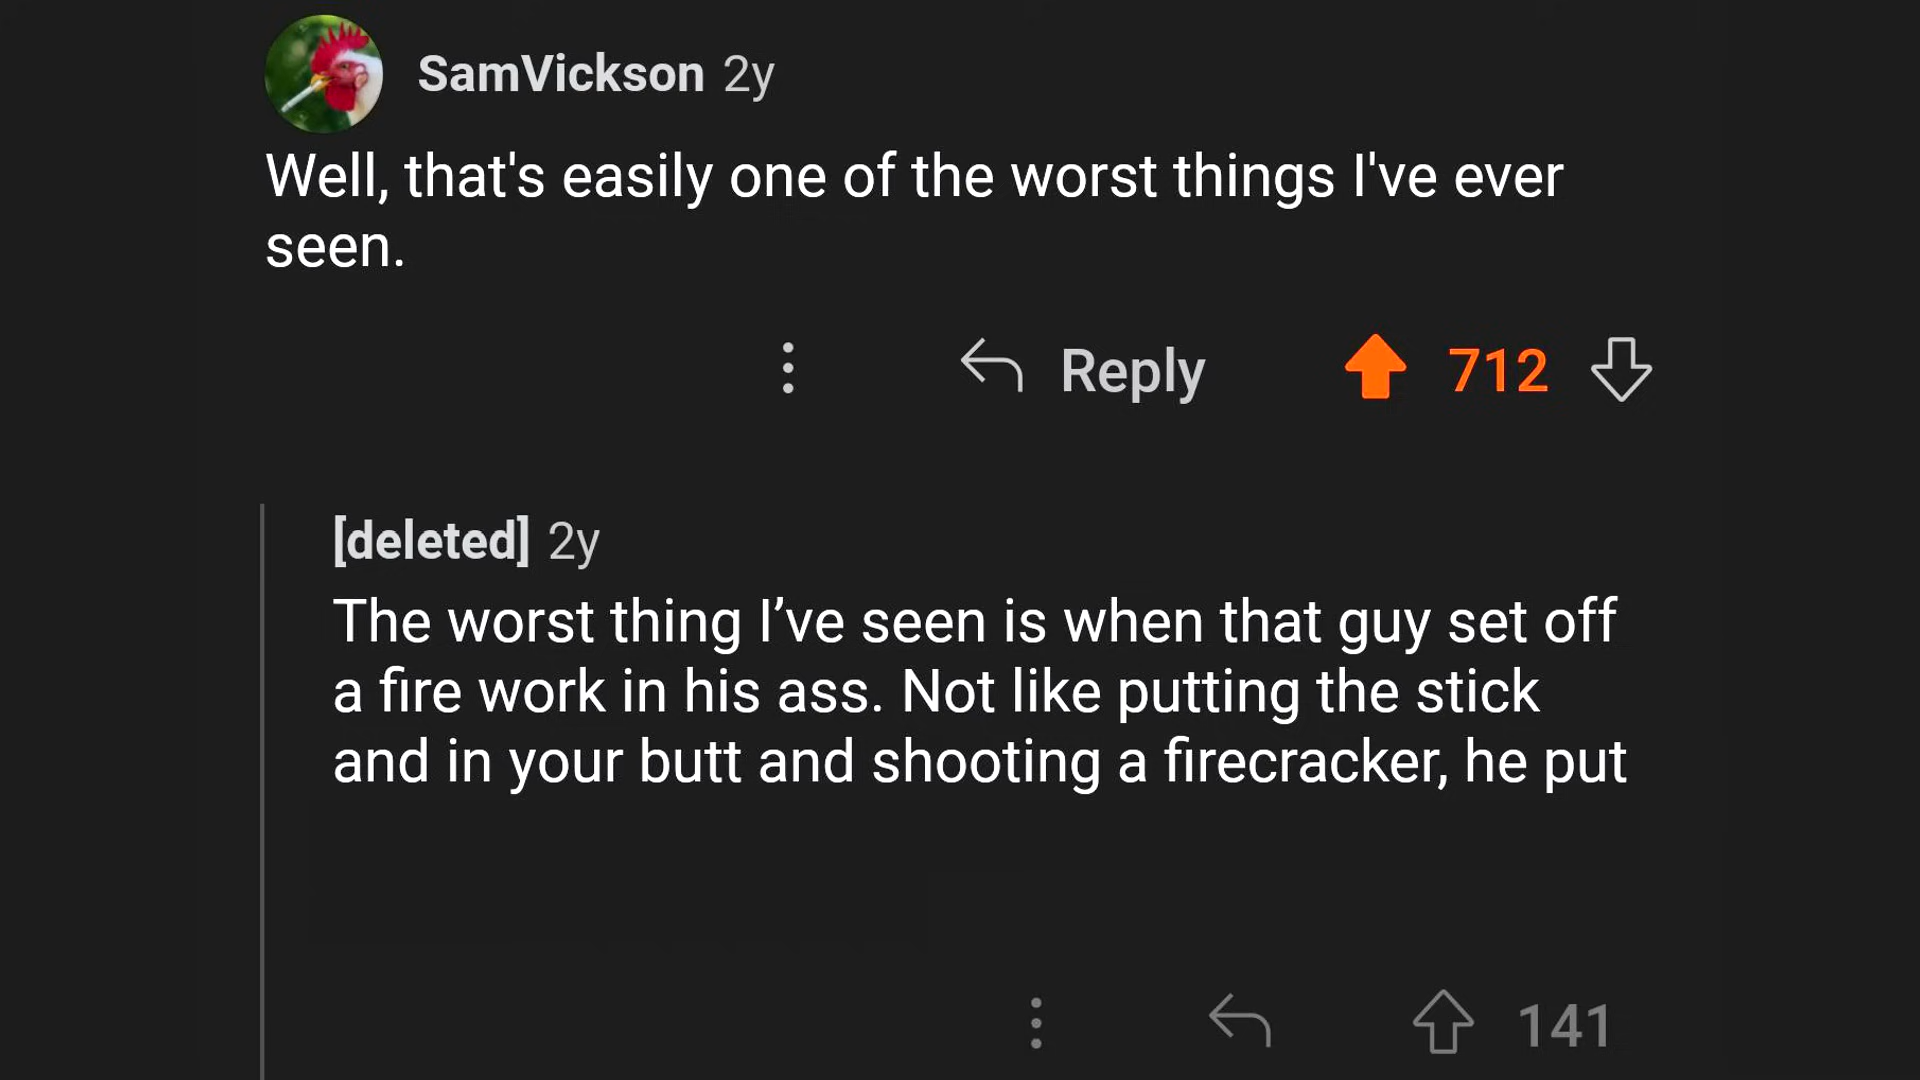 SamVickson 2y
Well, that's easily one of the worst things I've ever
seen.
Reply 712
[deleted] 2y
The worst thing I’ve seen is when that guy set off
a fire work in his ass. Not like putting the stick
and in your butt and shooting a firecracker, he put
141